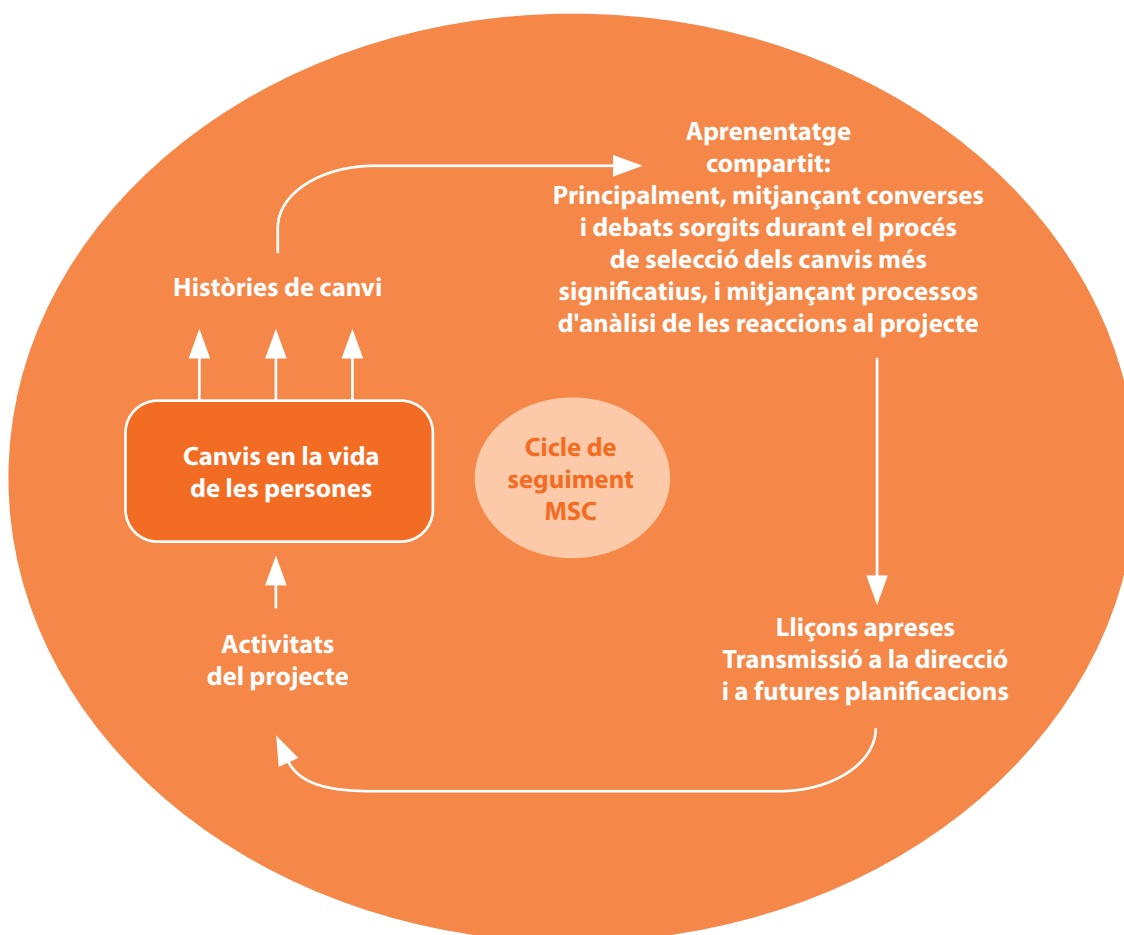 Aprenentatge
compartit:
Principalment, mitjançant converses
i debats sorgits durant el procés
de selecció dels canvis més
significatius, i mitjançant processos
d'anàlisi de les reaccions al projecte
Històries de canvi
Canvis en la vida
de les persones
Cicle de
seguiment
MSC
Activitats
del projecte
Lliçons apreses
Transmissió a la direcció
i a futures planificacions